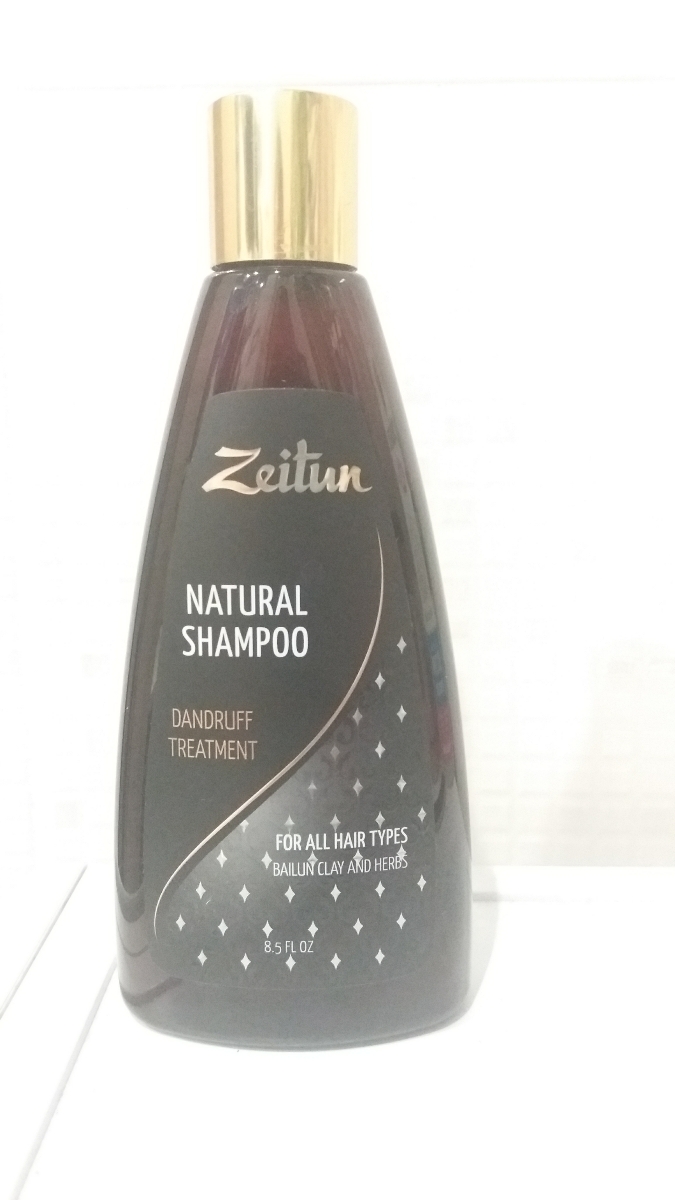 Zeitun
NATURAL
SHAMPOO
DANDRUFF
TREATMENT
FOR ALL HAIR TYPES
BAILUN CLAY AND HERBS
8.5 FL OZ